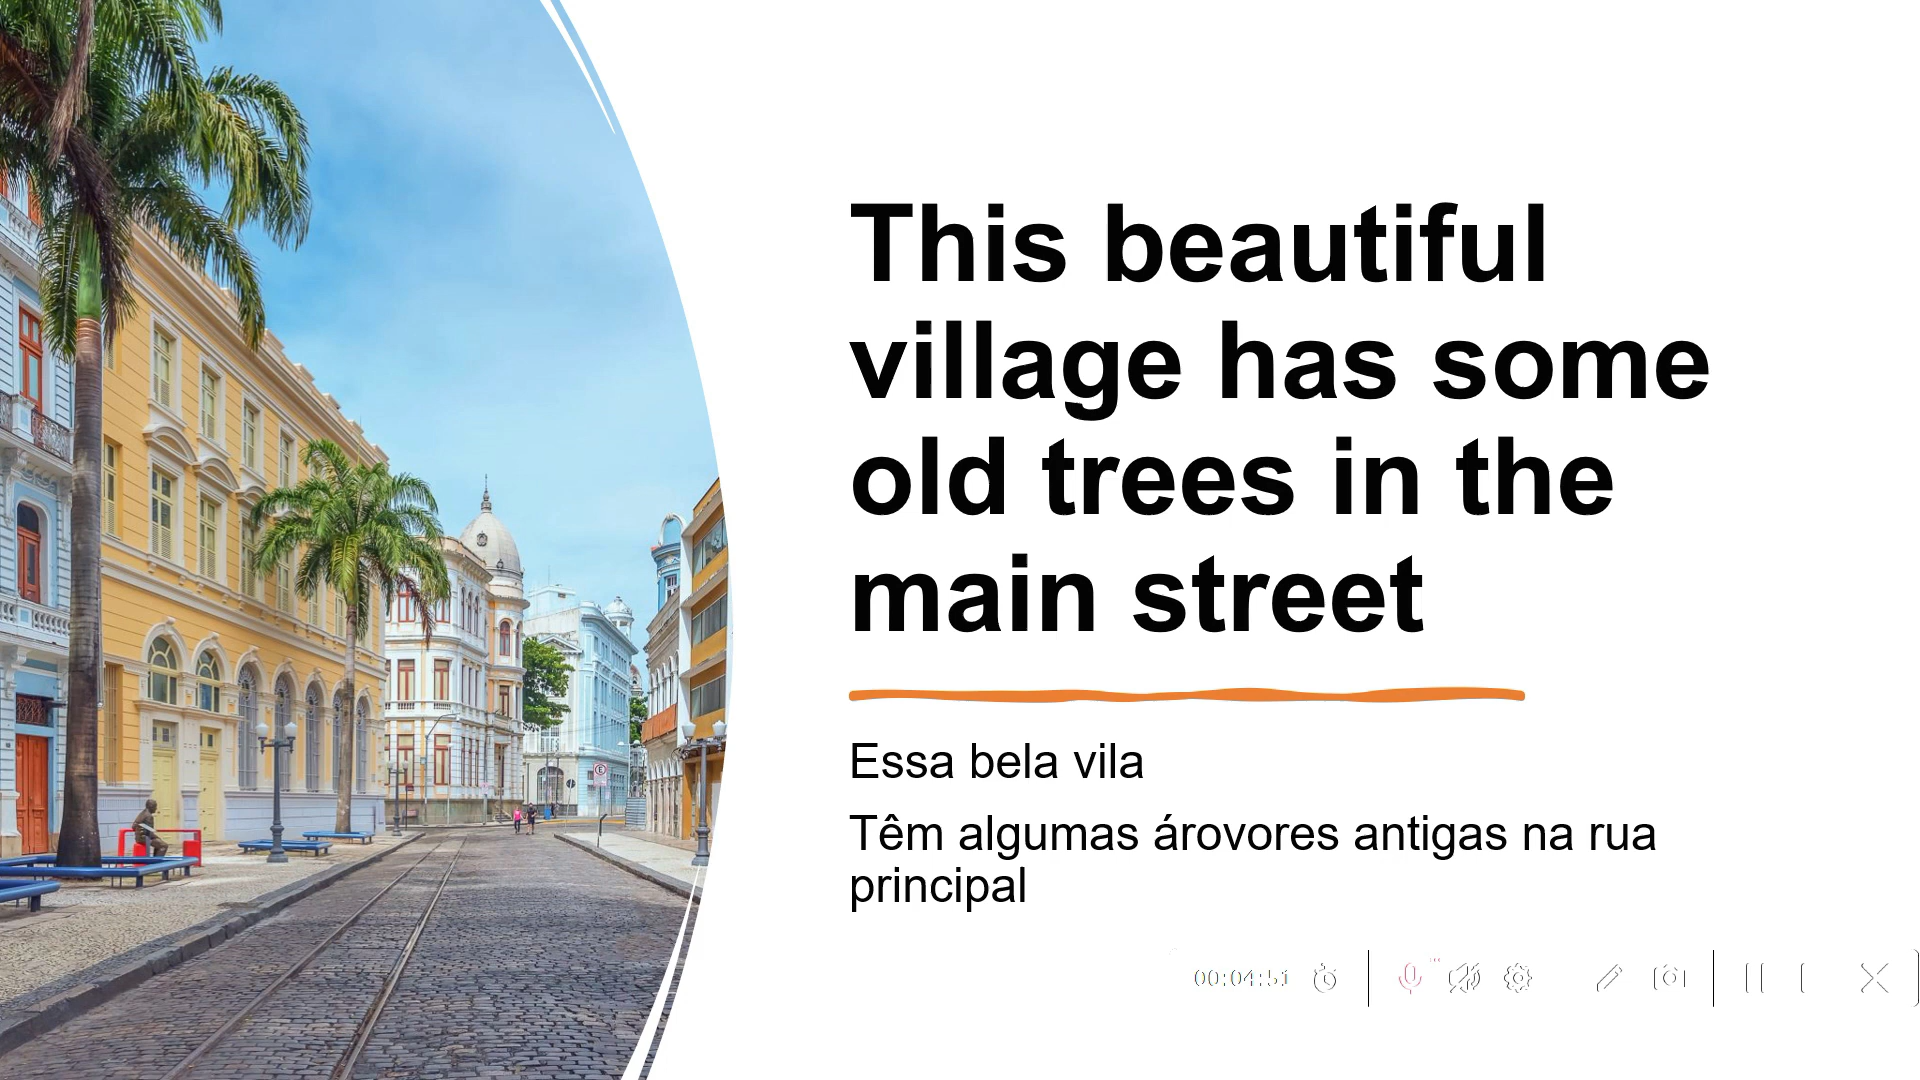 This beautiful
village has some
old trees in the
main street
Essa bela vila
Têm algumas árovores antigas na rua
principal
00:04:51